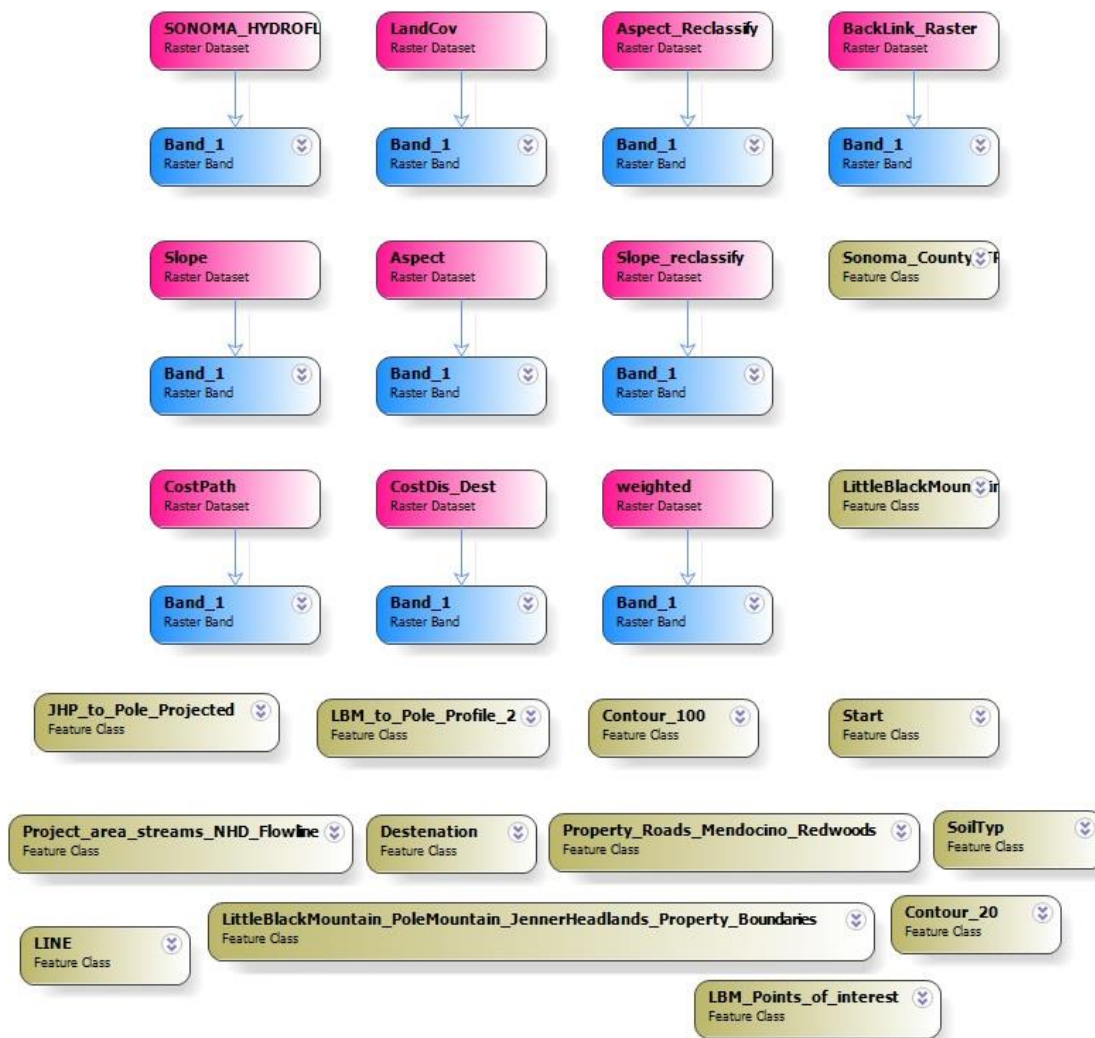 SONOMA_HYDROFL
Raster Dataset
LandCov
Raster Dataset
Aspect_Reclassify
Raster Dataset
BackLink_Raster
Raster Dataset
Band_1
Raster Band
Band_1
Raster Band
Band_1
Raster Band
Band_1
Raster Band
Slope
Raster Dataset
Aspect
Raster Dataset
Slope_reclassify
Raster Dataset
Sonoma_County_TR
Feature Class
Band_1
Raster Band
Band_1
Raster Band
Band_1
Raster Band
CostPath
Raster Dataset
CostDis_Dest
Raster Dataset
weighted
Raster Dataset
LittleBlackMountain
Feature Class
Band_1
Raster Band
Band_1
Raster Band
Band_1
Raster Band
JHP_to_Pole_Projected
Feature Class
LBM_to_Pole_Profile_2
Feature Class
Contour_100
Feature Class
Start
Feature Class
Project_area_streams_NHD_Flowline
Feature Class
Destenation
Feature Class
Property_Roads_Mendocino_Redwoods
Feature Class
SoilTyp
Feature Class
LINE
Feature Class
LittleBlackMountain_PoleMountain_JennerHeadlands_Property_Boundaries
Feature Class
Contour_20
Feature Class
LBM_Points_of_interest
Feature Class